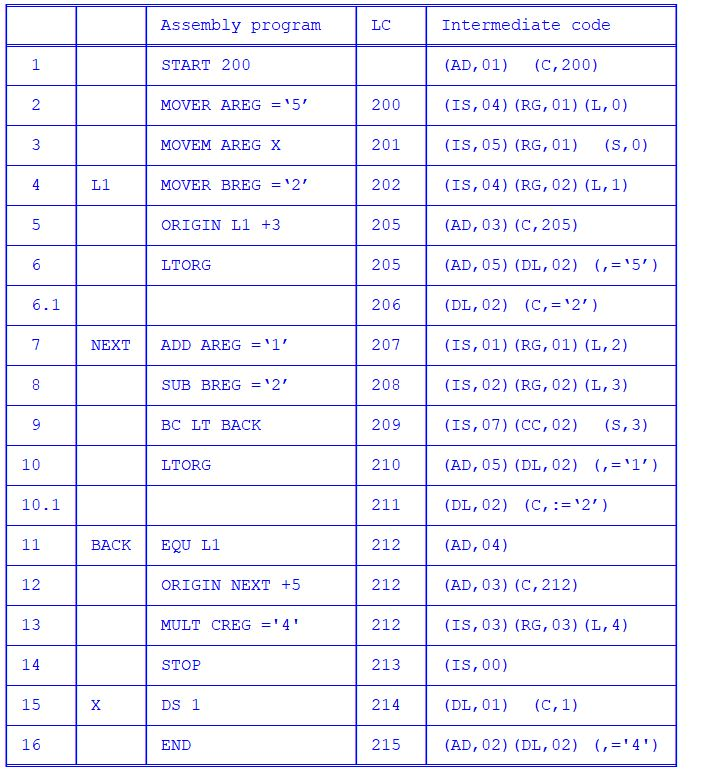 Assembly program LC Intermediate code
1 START 200 (AD,01) (C,200)
2 MOVER AREG =‘5’ 200 (IS,04)(RG,01)(L,0)
3 MOVEM AREG X 201 (IS,05)(RG,01) (S,0)
4 L1 MOVER BREG =‘2’ 202 (IS,04)(RG,02)(L,1)
5 ORIGIN L1 +3 205 (AD,03)(C,205)
6 LTORG 205 (AD,05)(DL,02) (,=‘5’)
6.1 206 (DL,02) (C,=‘2’)
7 NEXT ADD AREG =‘1’ 207 (IS,01)(RG,01)(L,2)
8 SUB BREG =‘2’ 208 (IS,02)(RG,02)(L,3)
9 BC LT BACK 209 (IS,07)(CC,02) (S,3)
10 LTORG 210 (AD,05)(DL,02) (,=‘1’)
10.1 211 (DL,02) (C,:=‘2’)
11 BACK EQU L1 212 (AD,04)
12 ORIGIN NEXT +5 212 (AD,03)(C,212)
13 MULT CREG ='4' 212 (IS,03)(RG,03)(L,4)
14 STOP 213 (IS,00)
15 X DS 1 214 (DL,01) (C,1)
16 END 215 (AD,02)(DL,02) (,='4')